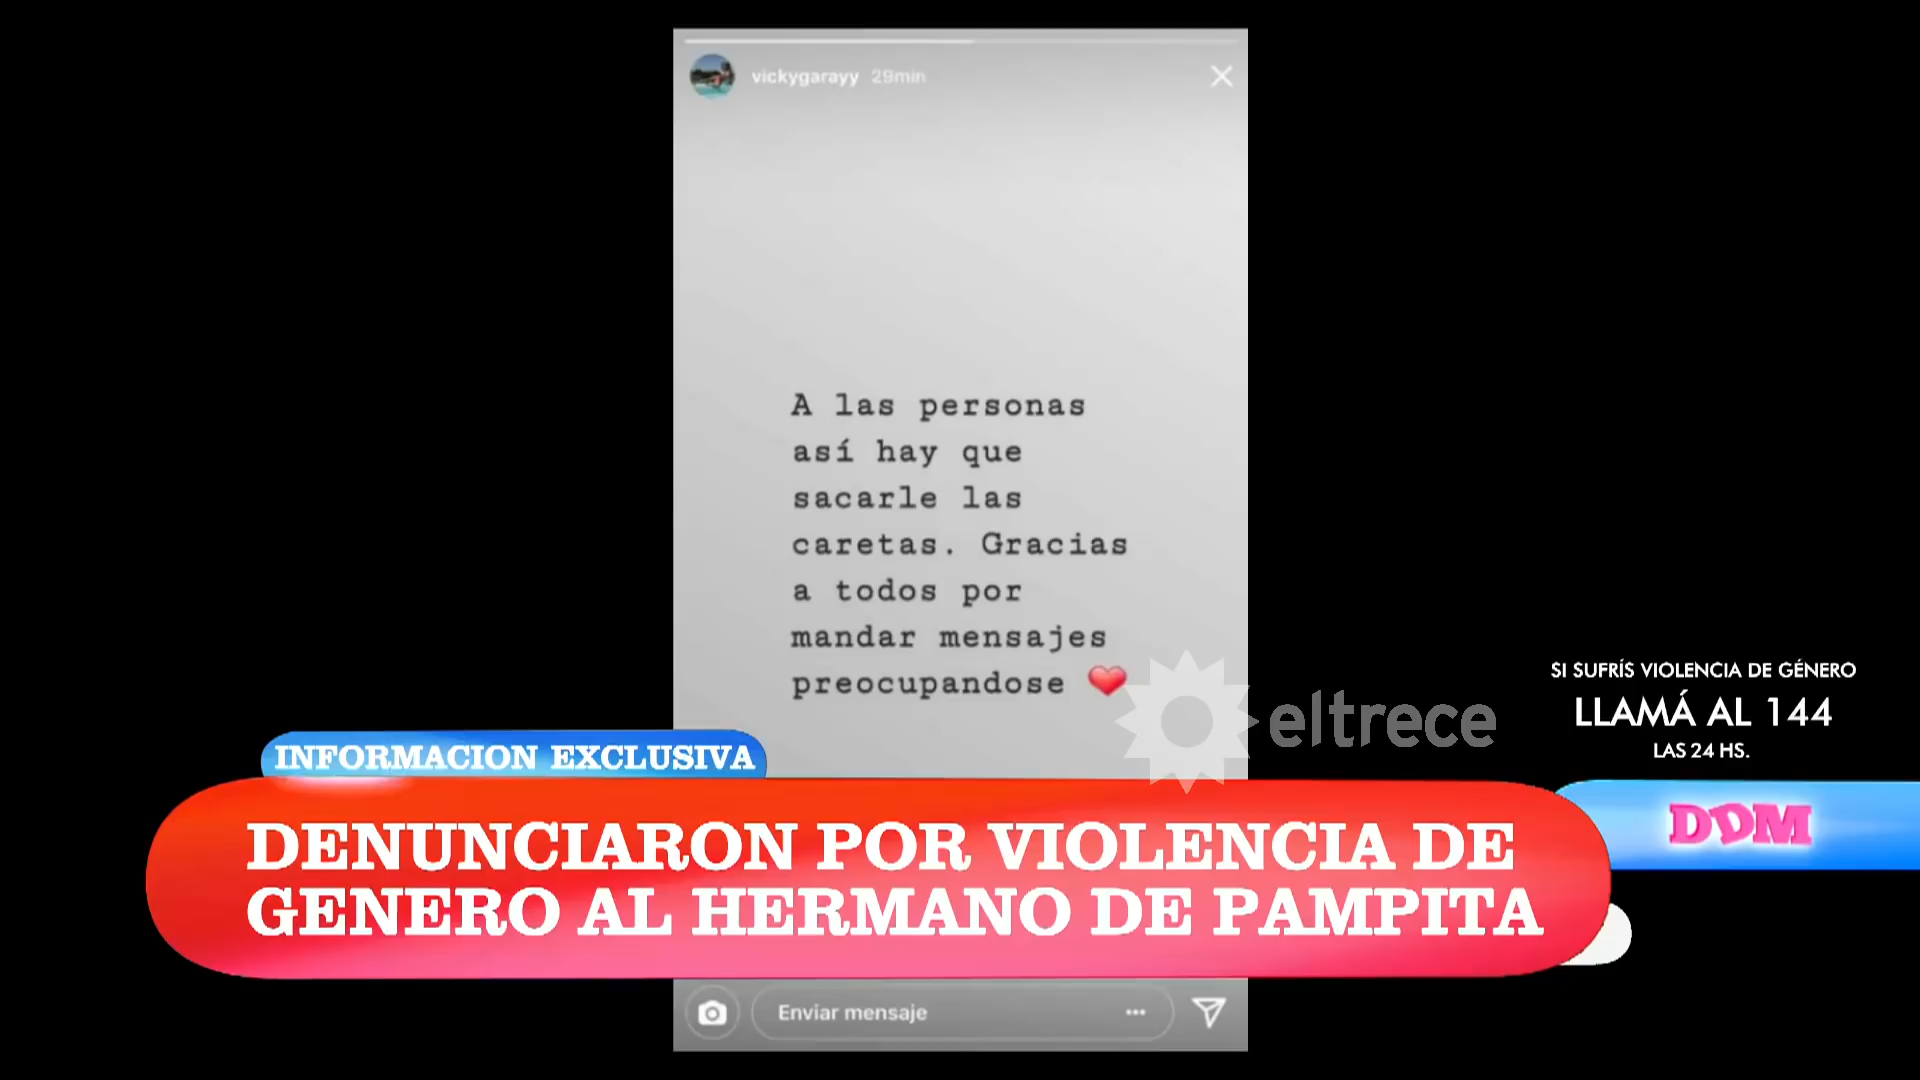 vickygarayy 29min
A las personas
así hay que
sacarle las
caretas. Gracias
a todos por
mandar mensajes
preocupandose
eltrece
SI SUFRÍS VIOLENCIA DE GÉNERO
LLAMÁ AL 144
LAS 24 HS.
INFORMACION EXCLUSIVA
DENUNCIARON POR VIOLENCIA DE
GENERO AL HERMANO DE PAMPITA
DDM
Enviar mensaje